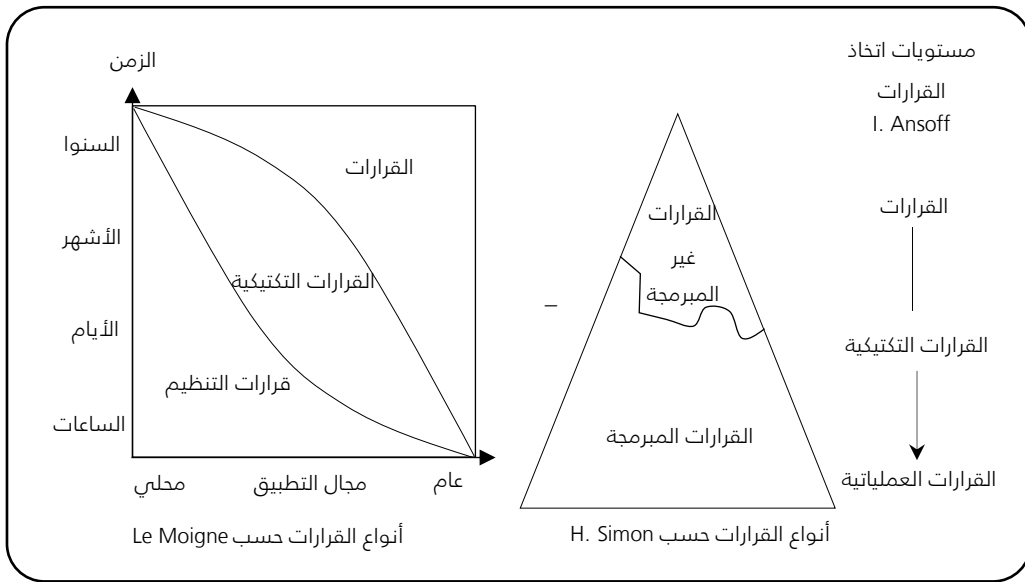 مستويات اتخاذ
القرارات
I. Ansoff
القرارات
القرارات التكتيكية
القرارات العملياتية
القرارات
غير
المبرمجة
القرارات المبرمجة
–
أنواع القرارات حسب H. Simon
الزمن
السنوا
الأشهر
الأيام
الساعات
القرارات
القرارات التكتيكية
قرارات التنظيم
محلي
مجال التطبيق
عام
أنواع القرارات حسب Le Moigne